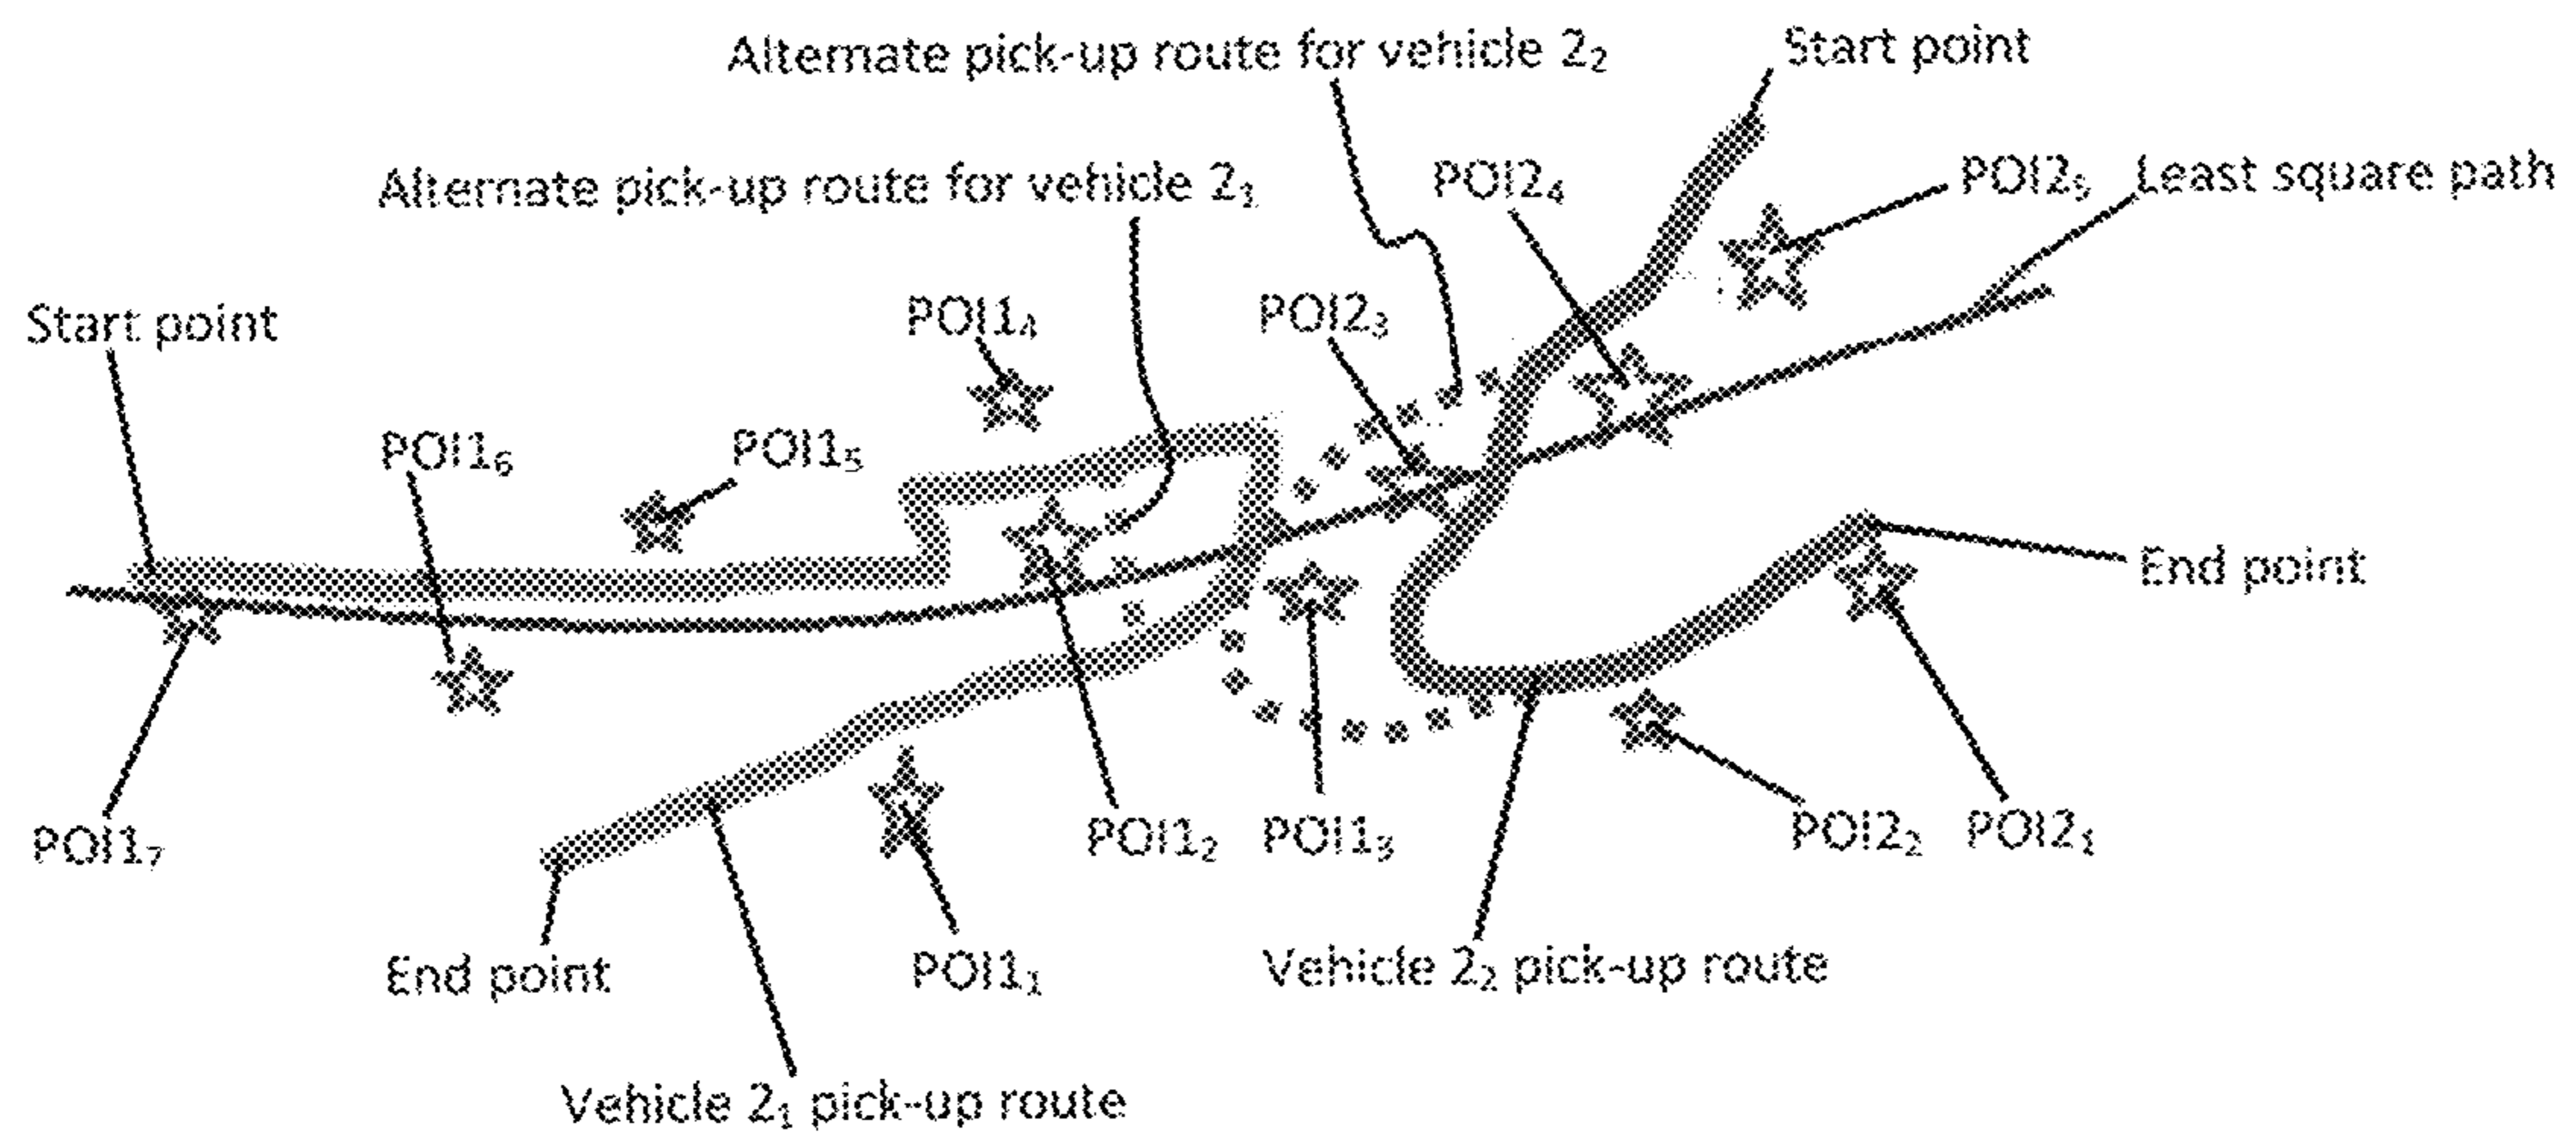 Alternate pick-up route for vehicle 2₂
Start point
Alternate pick-up route for vehicle 2₁
POI2₄
POI2₅
Least square path
Start point
POI1₄
POI2₃
POI1₆
POI1₅
End point
POI1₇
POI1₂
POI1₃
POI2₂
POI2₁
End point
POI1₁
Vehicle 2₂ pick-up route
Vehicle 2₁ pick-up route